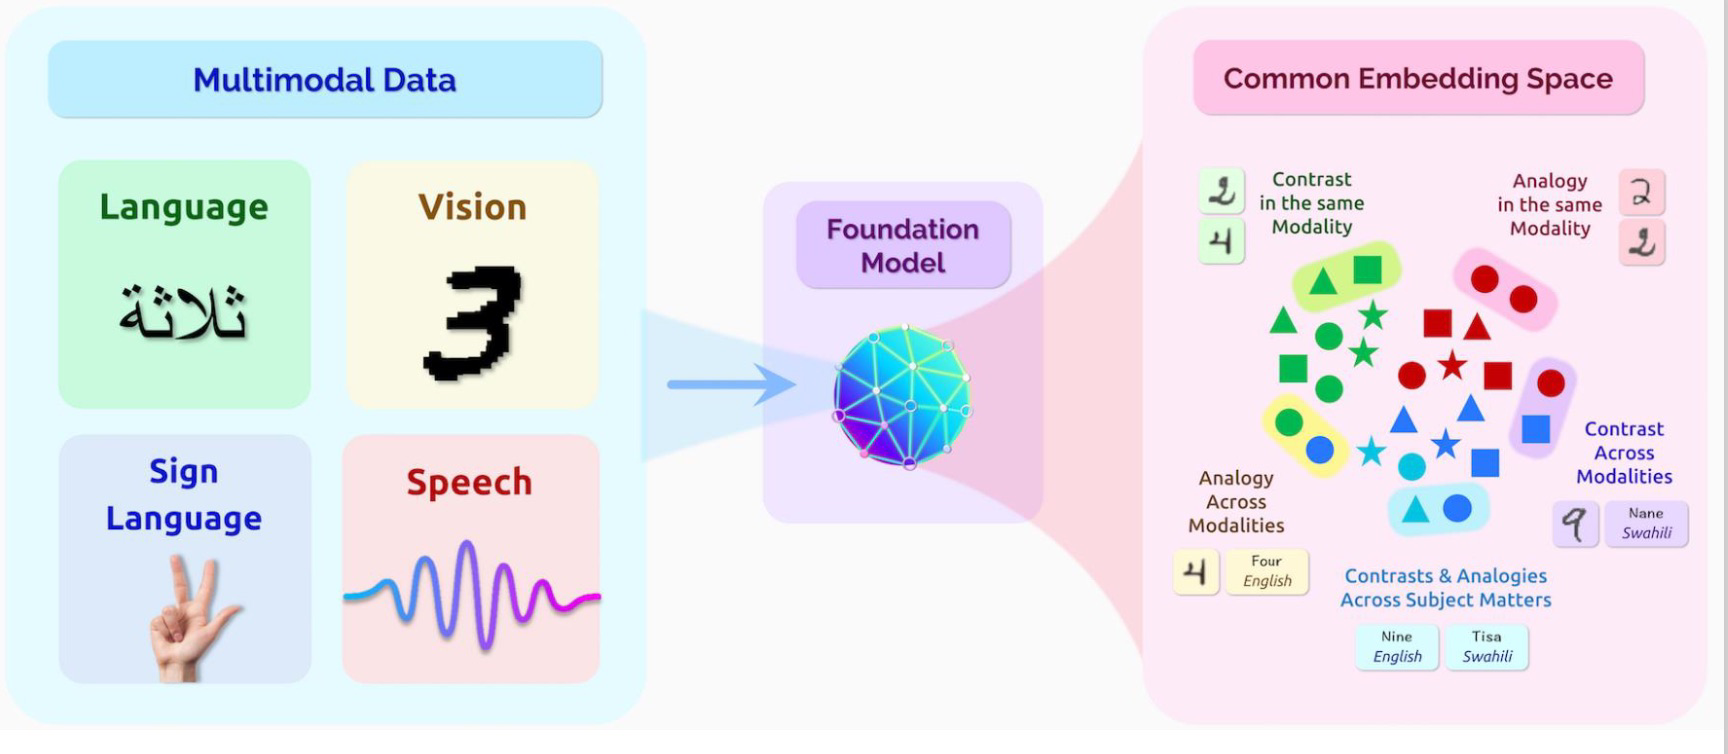 Multimodal Data
Language
ثلاثة
Vision
3
Sign
Language
Speech
Foundation
Model
Common Embedding Space
2
4
Contrast
in the same
Modality
Analogy
in the same
Modality
2
2
Analogy
Across
Modalities
4
Four
English
Contrast
Across
Modalities
9
Nane
Swahili
Contrasts & Analogies
Across Subject Matters
Nine
English
Tisa
Swahili